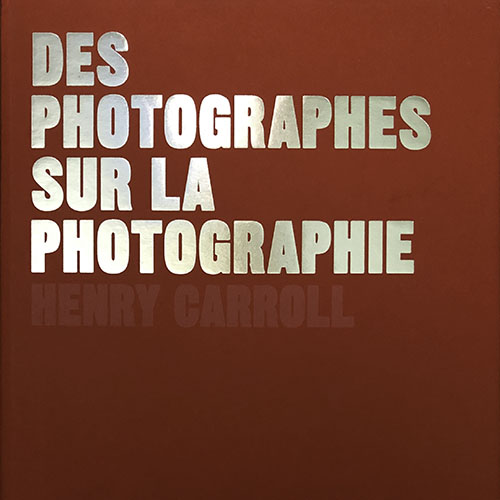 DES
PHOTOGRAPHES
SUR LA
PHOTOGRAPHIE
HENRY CARROLL